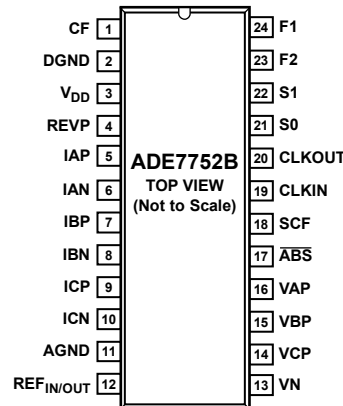 CF 1
DGND 2
VDD 3
REVP 4
IAP 5
IAN 6
IBP 7
IBN 8
ICP 9
ICN 10
AGND 11
REFIN/OUT 12
ADE7752B
TOP VIEW
(Not to Scale)
24 F1
23 F2
22 S1
21 S0
20 CLKOUT
19 CLKIN
18 SCF
17 ABS
16 VAP
15 VBP
14 VCP
13 VN